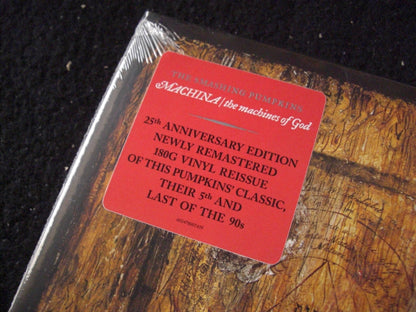 THE SMASHING PUMPKINS
MACHINA / the machines of God
25th ANNIVERSARY EDITION
NEWLY REMASTERED
180G VINYL REISSUE
OF THIS PUMPKINS' CLASSIC,
THEIR 5th AND
LAST OF THE 90s